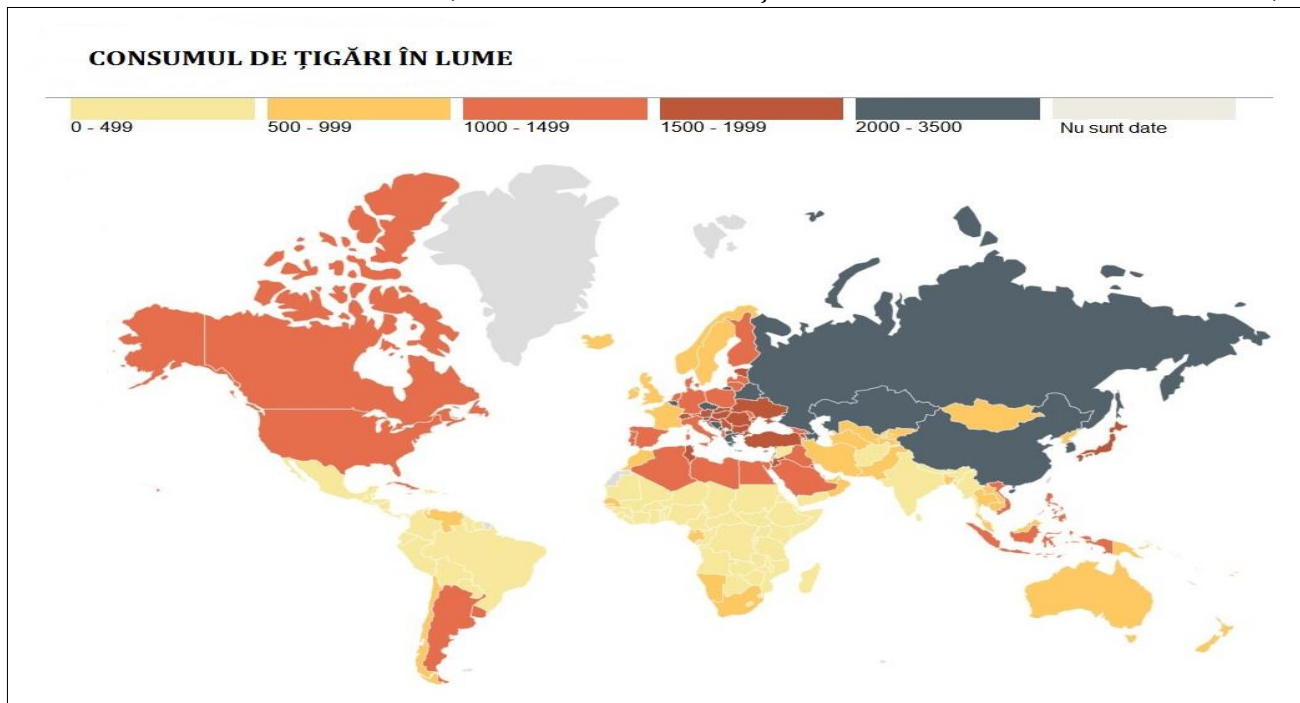 CONSUMUL DE ȚIGĂRI ÎN LUME
0 - 499 500 - 999 1000 - 1499 1500 - 1999 2000 - 3500 Nu sunt date